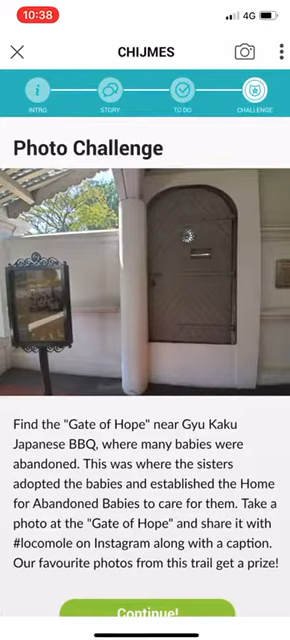 10:38
4G
CHIJMES
INTRO
STORY
TO DO
CHALLENGE
Photo Challenge
Find the "Gate of Hope" near Gyu Kaku
Japanese BBQ, where many babies were
abandoned. This was where the sisters
adopted the babies and established the Home
for Abandoned Babies to care for them. Take a
photo at the "Gate of Hope" and share it with
#locomole on Instagram along with a caption.
Our favourite photos from this trail get a prize!
Continue!